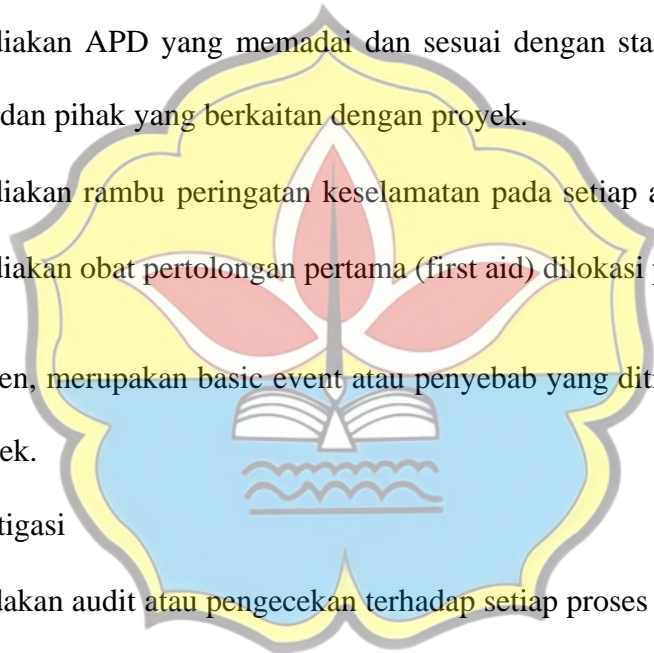 diakan APD yang memadai dan sesuai dengan sta
dan pihak yang berkaitan dengan proyek.
diakan rambu peringatan keselamatan pada setiap a
diakan obat pertolongan pertama (first aid) dilokasi p
en, merupakan basic event atau penyebab yang dit
ek.
tigasi
dakan audit atau pengecekan terhadap setiap proses